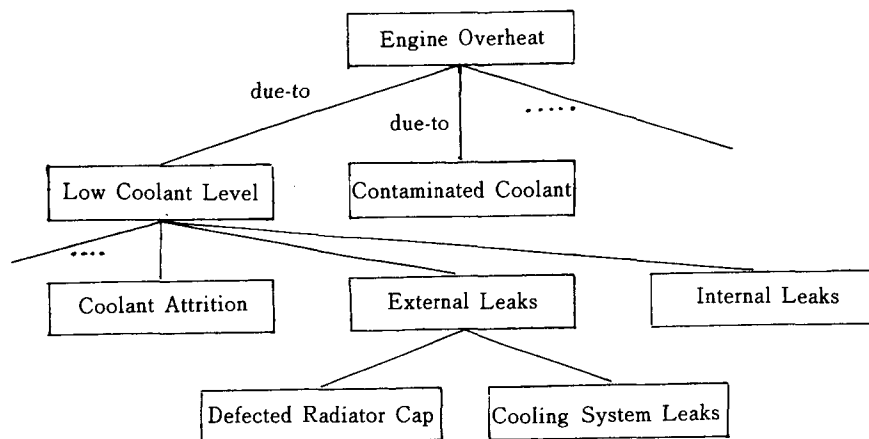 Engine Overheat
due-to
.....
due-to
Low Coolant Level
Contaminated Coolant
....
Coolant Attrition
External Leaks
Internal Leaks
Defected Radiator Cap
Cooling System Leaks